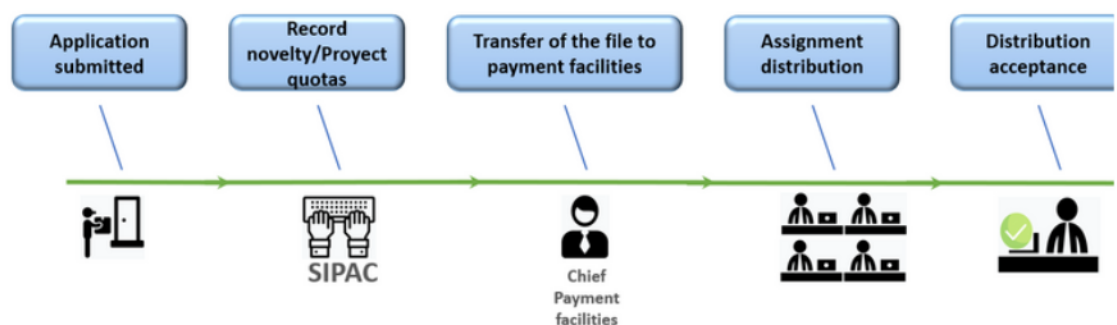 Application
submitted
Record
novelty/Proyect
quotas
Transfer of the file to
payment facilities
Assignment
distribution
Distribution
acceptance
SIPAC
Chief
Payment
facilities